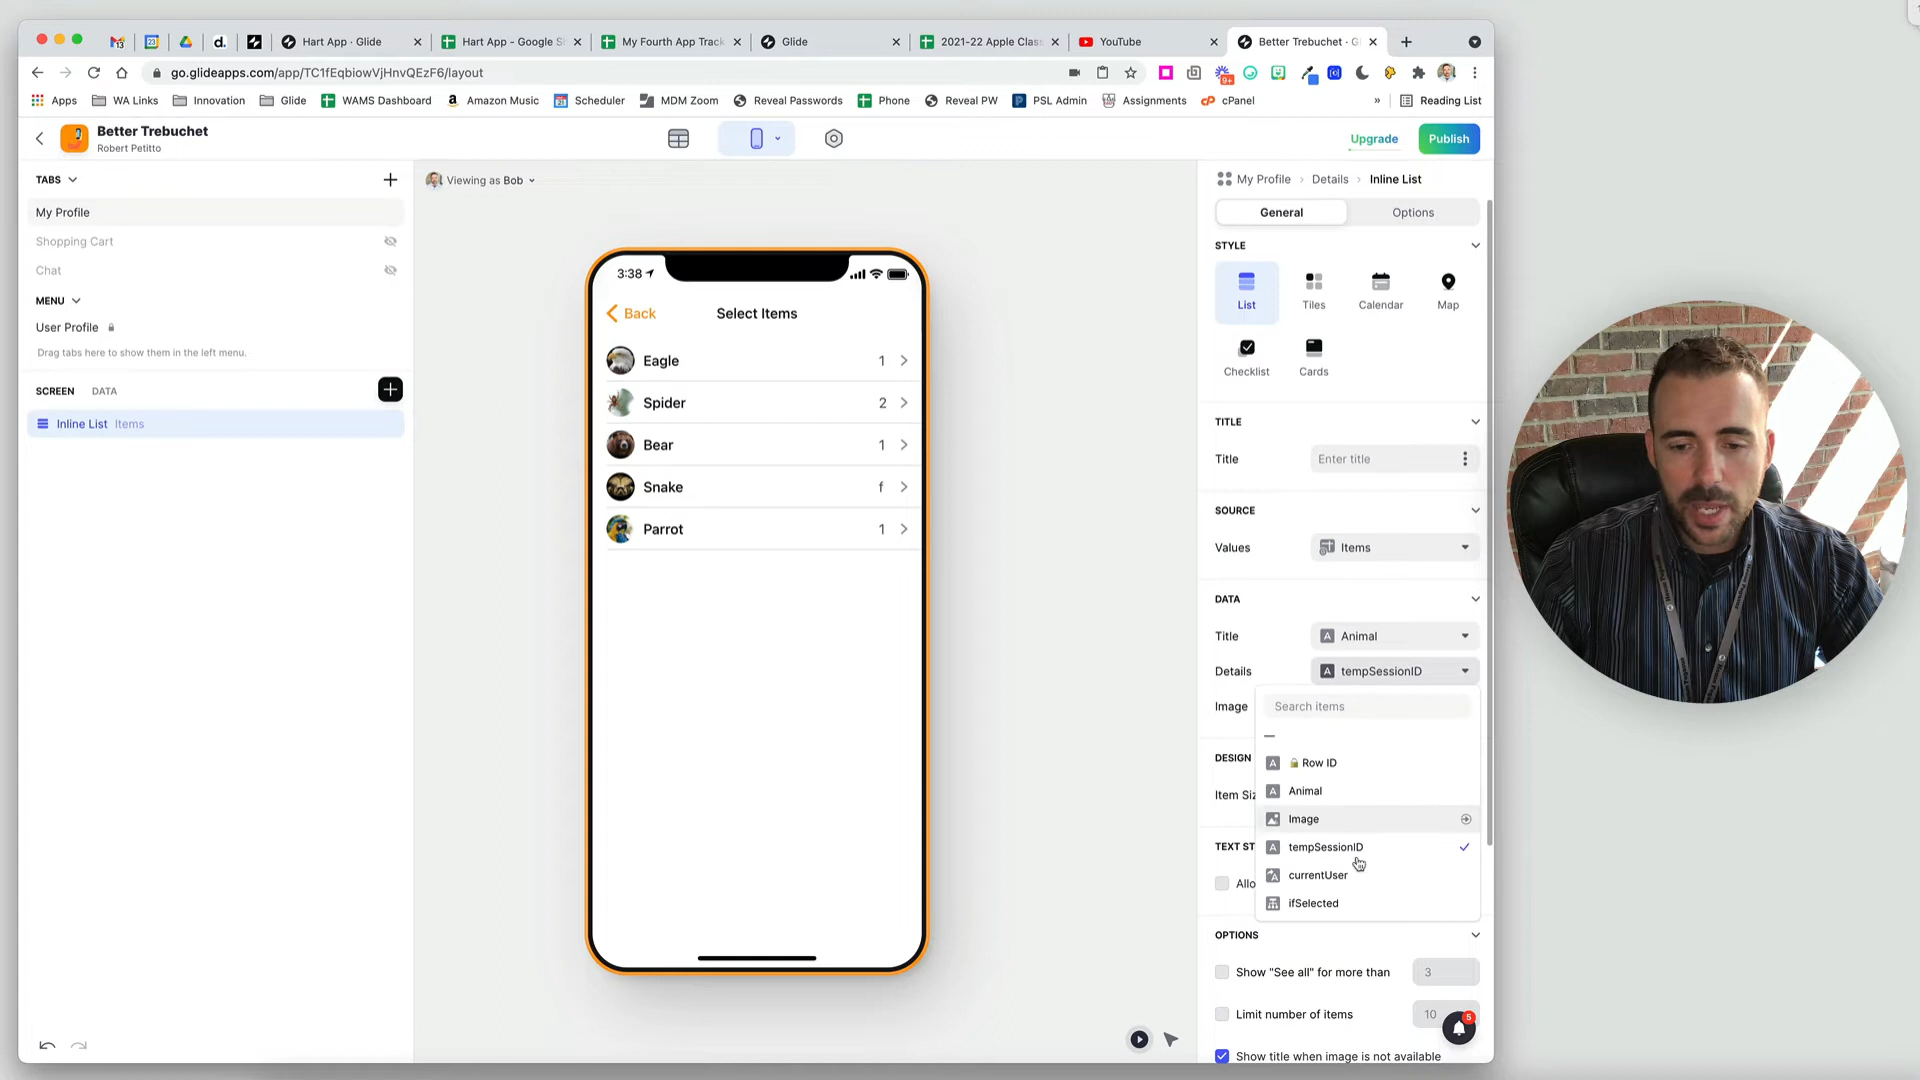 13
Hart App · Glide
Hart App - Google S
My Fourth App Track
Glide
2021-22 Apple Clas
YouTube
Better Trebuchet · G
go.glideapps.com/app/TC1fEqbiowVjHnvQEzF6/layout
9+
Apps
WA Links
Innovation
Glide
WAMS Dashboard
Amazon Music
Scheduler
MDM Zoom
Reveal Passwords
Phone
Reveal PW
PSL Admin
Assignments
cPanel
»
Reading List
Better Trebuchet
Robert Petitto
Upgrade
Publish
TABS
My Profile
Shopping Cart
Chat
MENU
User Profile
Drag tabs here to show them in the left menu.
SCREEN
DATA
Inline List Items
Viewing as Bob
3:38
Back
Select Items
Eagle 1
Spider 2
Bear 1
Snake f
Parrot 1
My Profile > Details > Inline List
General
Options
STYLE
List
Tiles
Calendar
Map
Checklist
Cards
TITLE
Title
Enter title
SOURCE
Values
Items
DATA
Title
Animal
Details
tempSessionID
Image
Search items
—
Row ID
Animal
Image
tempSessionID
currentUser
ifSelected
DESIGN
Item Siz
TEXT ST
Allo
OPTIONS
Show "See all" for more than
3
Limit number of items
10
5
Show title when image is not available